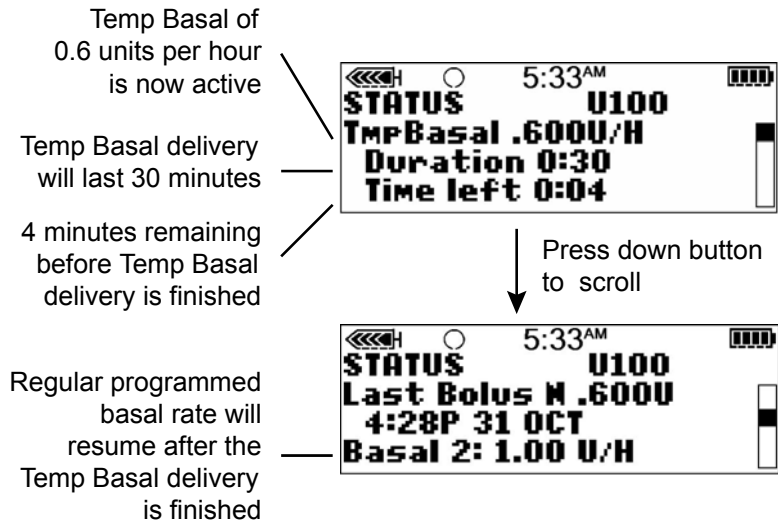 Temp Basal of
0.6 units per hour
is now active
Temp Basal delivery
will last 30 minutes
4 minutes remaining
before Temp Basal
delivery is finished
H 5:33AM
STATUS U100
TMPBasal .600U/H
Duration 0:30
Time left 0:04
Press down button
to scroll
Regular programmed
basal rate will
resume after the
Temp Basal delivery
is finished
H 5:33AM
STATUS U100
Last Bolus M .600U
4:28P 31 OCT
Basal 2: 1.00 U/H